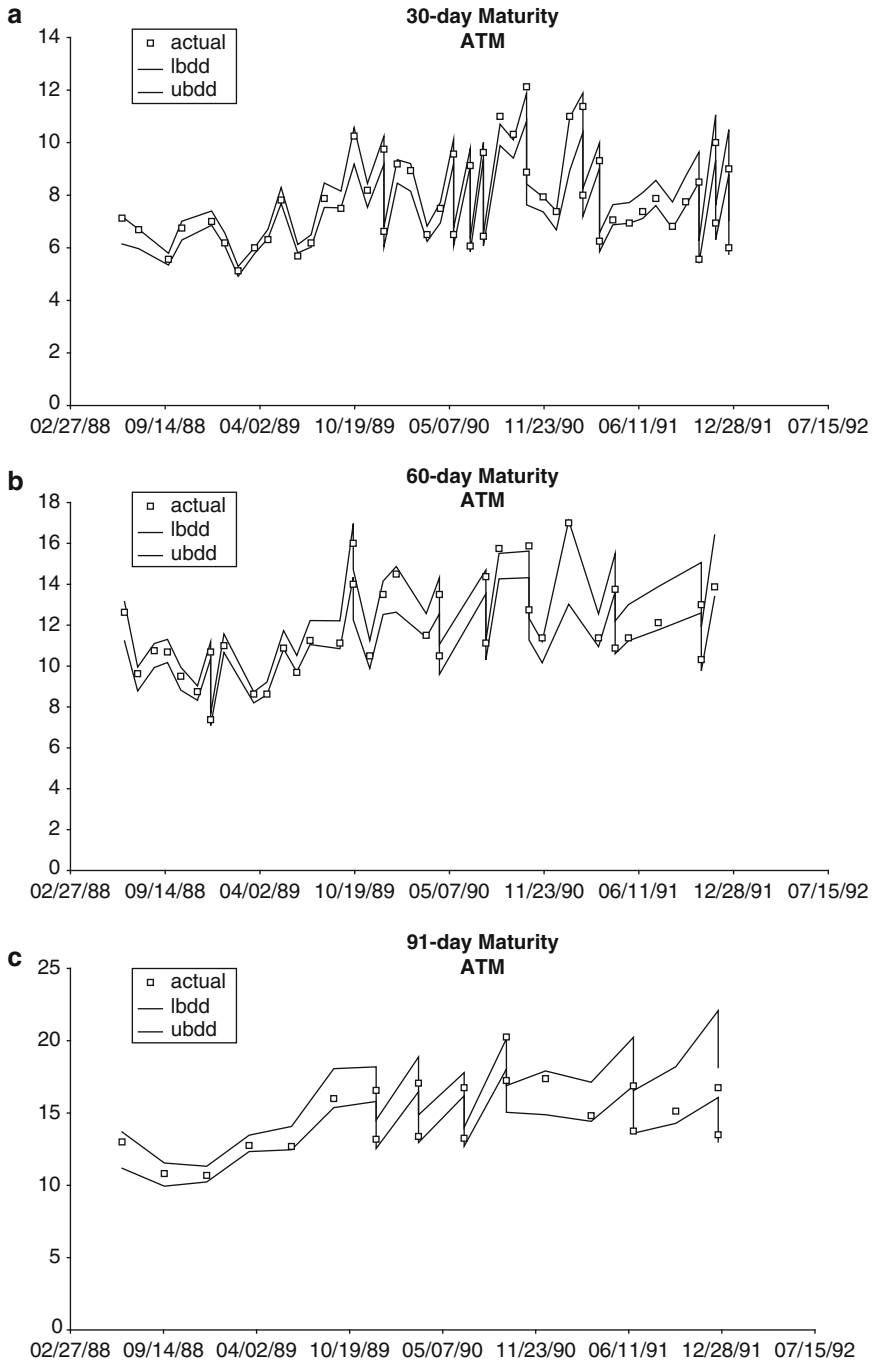 a
30-day Maturity
ATM
actual
lbdd
ubdd
14
12
10
8
6
4
2
0
02/27/88 09/14/88 04/02/89 10/19/89 05/07/90 11/23/90 06/11/91 12/28/91 07/15/92
b
60-day Maturity
ATM
actual
lbdd
ubdd
18
16
14
12
10
8
6
4
2
0
02/27/88 09/14/88 04/02/89 10/19/89 05/07/90 11/23/90 06/11/91 12/28/91 07/15/92
c
91-day Maturity
ATM
actual
lbdd
ubdd
25
20
15
10
5
0
02/27/88 09/14/88 04/02/89 10/19/89 05/07/90 11/23/90 06/11/91 12/28/91 07/15/92